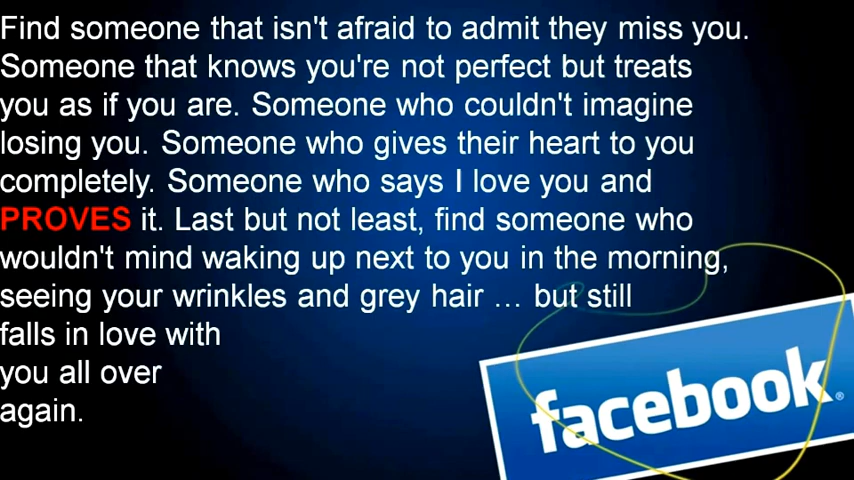 Find someone that isn't afraid to admit they miss you.
Someone that knows you're not perfect but treats
you as if you are. Someone who couldn't imagine
losing you. Someone who gives their heart to you
completely. Someone who says I love you and
PROVES it. Last but not least, find someone who
wouldn't mind waking up next to you in the morning,
seeing your wrinkles and grey hair ... but still
falls in love with
you all over
again.
facebook®